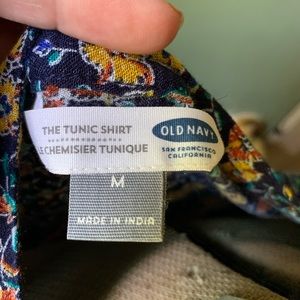 THE TUNIC SHIRT
LE CHEMISIER TUNIQUE
OLD NAVY
SAN FRANCISCO
CALIFORNIA
M
MADE IN INDIA